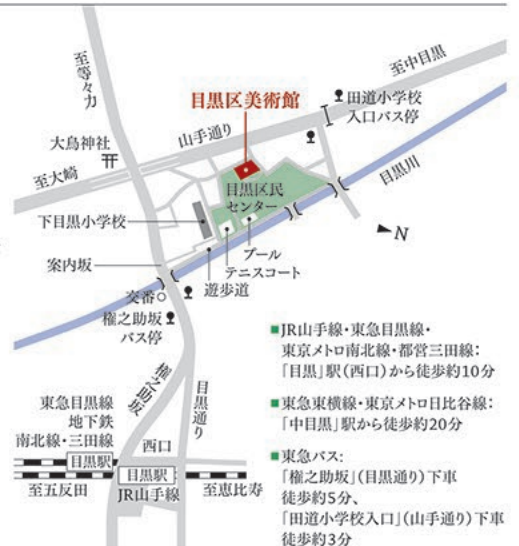 至等々力
至中目黒
目黒区美術館
田道小学校
入口バス停
山手通り
大鳥神社
至大崎
目黒川
目黒区民
センター
下目黒小学校
N
プール
テニスコート
案内坂
遊歩道
交番
権之助坂
バス停
権之助坂
目黒通り
東急目黒線
地下鉄
南北線・三田線
西口
目黒駅
目黒駅
至五反田
JR山手線
至恵比寿
■JR山手線・東急目黒線・
東京メトロ南北線・都営三田線：
「目黒」駅（西口）から徒歩約10分
■東急東横線・東京メトロ日比谷線：
「中目黒」駅から徒歩約20分
■東急バス：
「権之助坂」（目黒通り）下車
徒歩約5分、
「田道小学校入口」（山手通り）下車
徒歩約3分